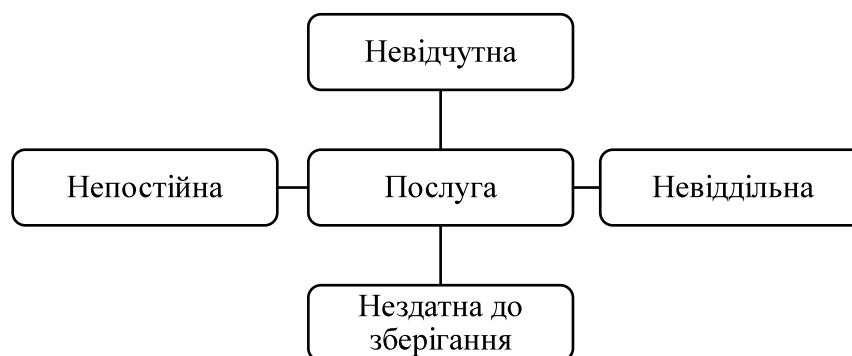 Невідчутна
Непостійна
Послуга
Невіддільна
Нездатна до
зберігання